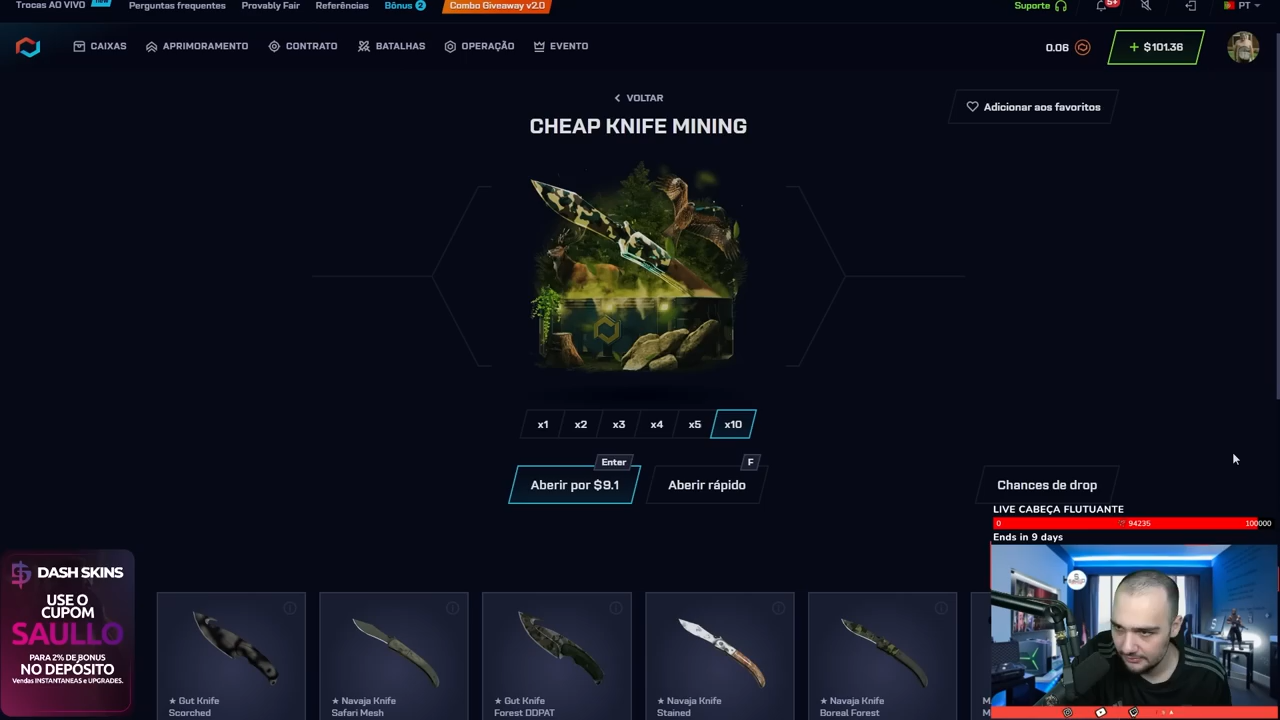 Trocas AO VIVO
Perguntas frequentes
Provably Fair
Referências
Bônus 2
Combo Giveaway v2.0
Suporte
5+
PT
CAIXAS
APRIMORAMENTO
CONTRATO
BATALHAS
OPERAÇÃO
EVENTO
0.06
+ $101.36
VOLTAR
Adicionar aos favoritos
CHEAP KNIFE MINING
x1
x2
x3
x4
x5
x10
Enter
F
Aberir por $9.1
Aberir rápido
Chances de drop
LIVE CABEÇA FLUTUANTE
0
94235
100000
Ends in 9 days
DASH SKINS
USE O
CUPOM
SAULLO
PARA 2% DE BONUS
NO DEPÓSITO
Vendas INSTANTANEAS e UPGRADES.
★ Gut Knife
Scorched
★ Navaja Knife
Safari Mesh
★ Gut Knife
Forest DDPAT
★ Navaja Knife
Stained
★ Navaja Knife
Boreal Forest